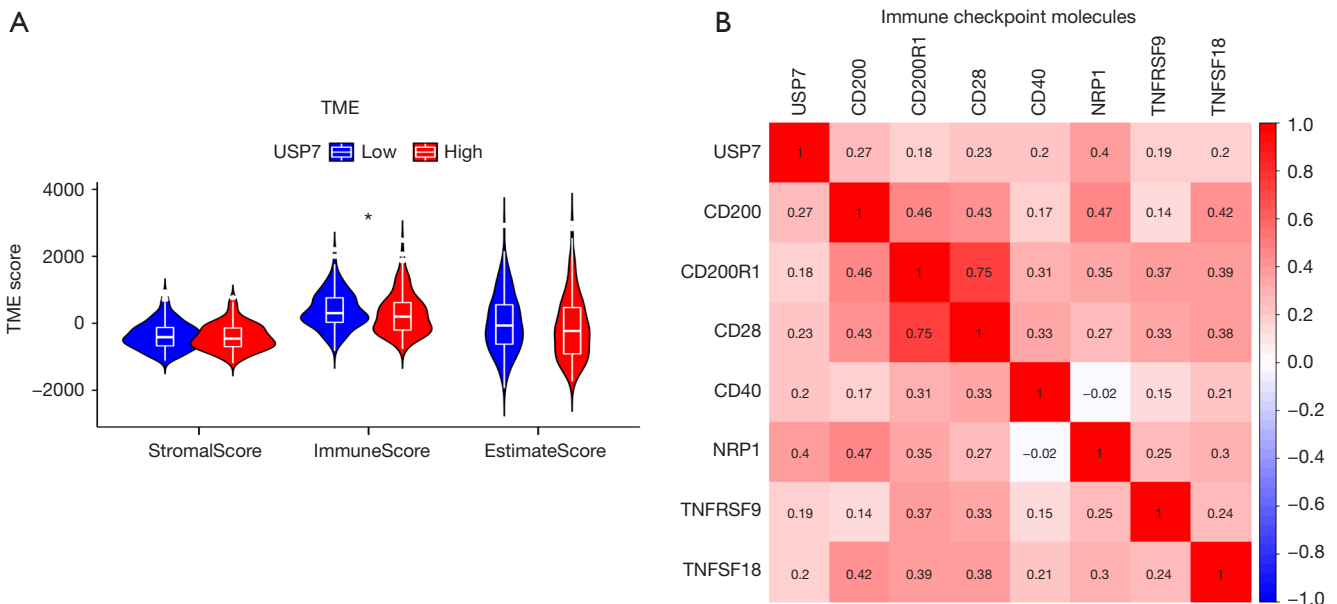 A
TME
USP7 Low High
TME score
4000
2000
0
−2000
*
StromalScore ImmuneScore EstimateScore
B
Immune checkpoint molecules
USP7 CD200 CD200R1 CD28 CD40 NRP1 TNFRSF9 TNFSF18
USP7 1 0.27 0.18 0.23 0.2 0.4 0.19 0.2
CD200 0.27 1 0.46 0.43 0.17 0.47 0.14 0.42
CD200R1 0.18 0.46 1 0.75 0.31 0.35 0.37 0.39
CD28 0.23 0.43 0.75 1 0.33 0.27 0.33 0.38
CD40 0.2 0.17 0.31 0.33 1 −0.02 0.15 0.21
NRP1 0.4 0.47 0.35 0.27 −0.02 1 0.25 0.3
TNFRSF9 0.19 0.14 0.37 0.33 0.15 0.25 1 0.24
TNFSF18 0.2 0.42 0.39 0.38 0.21 0.3 0.24 1
1.0
0.8
0.6
0.4
0.2
0.0
−0.2
−0.4
−0.6
−0.8
−1.0